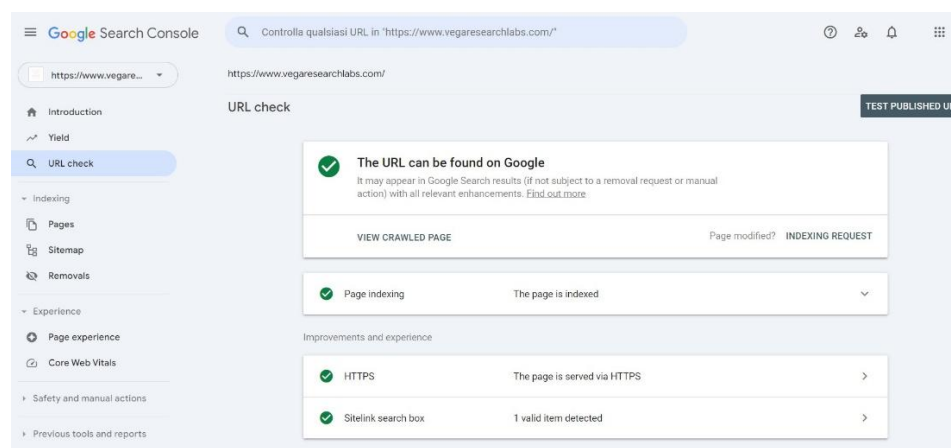 Google Search Console
Controlla qualsiasi URL in "https://www.vegaresearchlabs.com/"
https://www.vegare...
https://www.vegaresearchlabs.com/
Introduction
Yield
URL check
Indexing
Pages
Sitemap
Removals
Experience
Page experience
Core Web Vitals
Safety and manual actions
Previous tools and reports
URL check
TEST PUBLISHED U
The URL can be found on Google
It may appear in Google Search results (if not subject to a removal request or manual
action) with all relevant enhancements. Find out more
VIEW CRAWLED PAGE
Page modified? INDEXING REQUEST
Page indexing The page is indexed
Improvements and experience
HTTPS The page is served via HTTPS
Sitelink search box 1 valid item detected